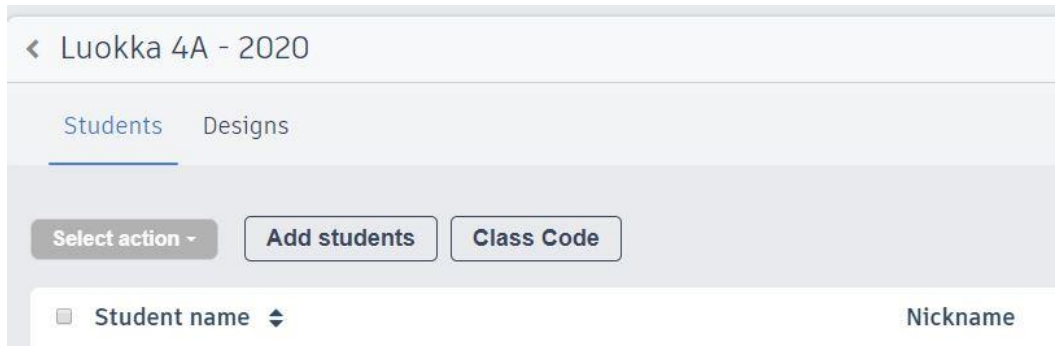 Luokka 4A - 2020
Students Designs
Select action Add students Class Code
Student name Nickname